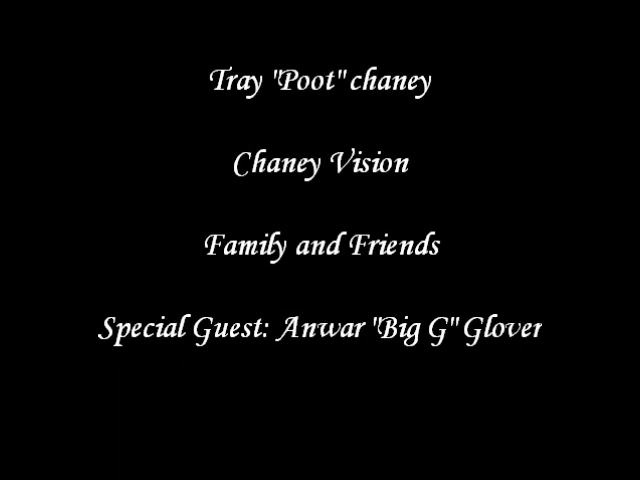 Tray "Poot" chaney
Chaney Vision
Family and Friends
Special Guest: Anwar "Big G" Glover